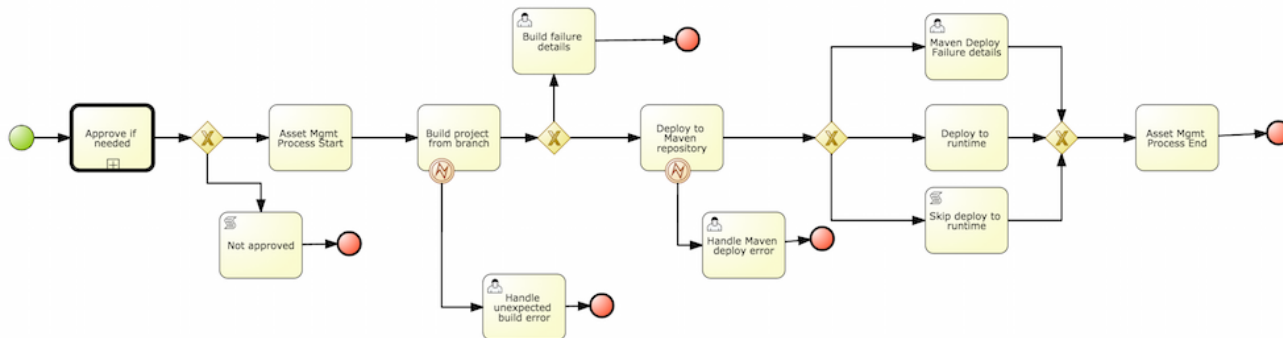 Build failure
details
Maven Deploy
Failure details
Approve if
needed
Asset Mgmt
Process Start
Build project
from branch
Deploy to
Maven
repository
Deploy to
runtime
Asset Mgmt
Process End
Not approved
Handle Maven
deploy error
Skip deploy to
runtime
Handle
unexpected
build error